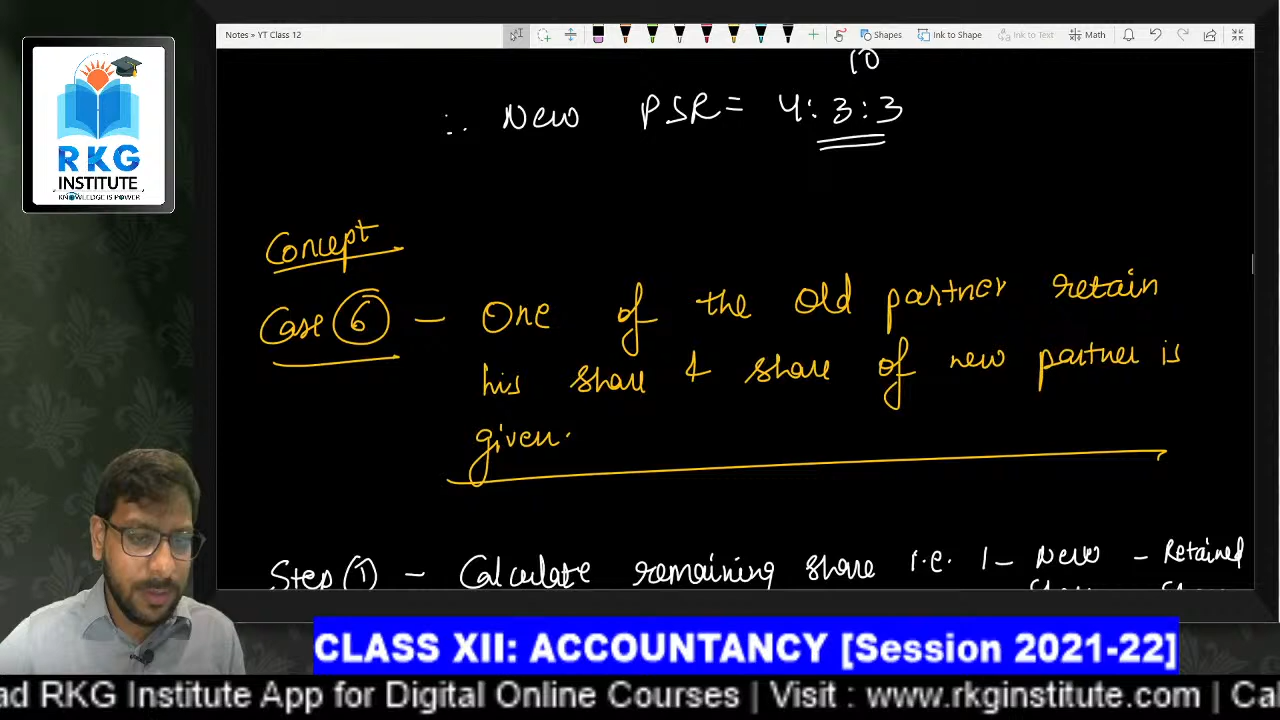 Notes » YT Class 12
Shapes
Ink to Shape
Ink to Text
Math
10
∴ New PSR = 4:3:3
RKG
INSTITUTE
KNOWLEDGE IS POWER
Concept
Case 6 – One of the old partner retain
his share & share of new partner is
given.
Step 1 – Calculate remaining share i.e. 1 – New – Retained
CLASS XII: ACCOUNTANCY [Session 2021-22]
ad RKG Institute App for Digital Online Courses | Visit : www.rkginstitute.com | Ca